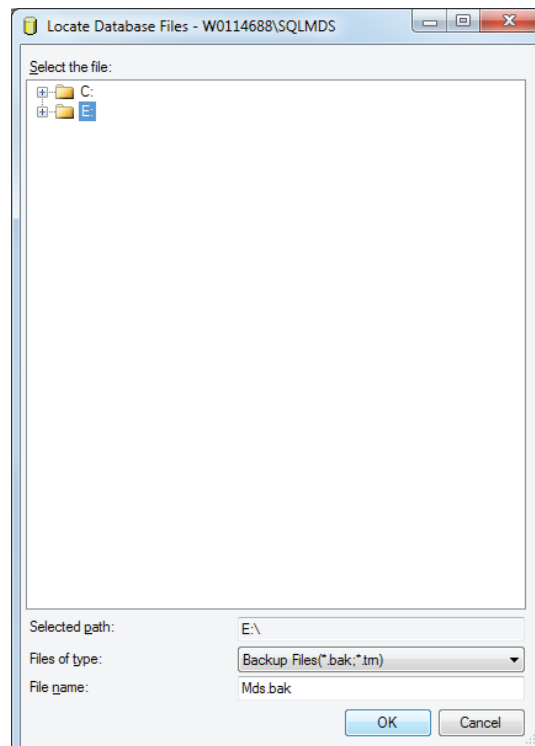 Locate Database Files - W0114688\SQLMDS
Select the file:
C:
E:
Selected path: E:\
Files of type: Backup Files(*.bak;*.trn)
File name: Mds.bak
OK Cancel